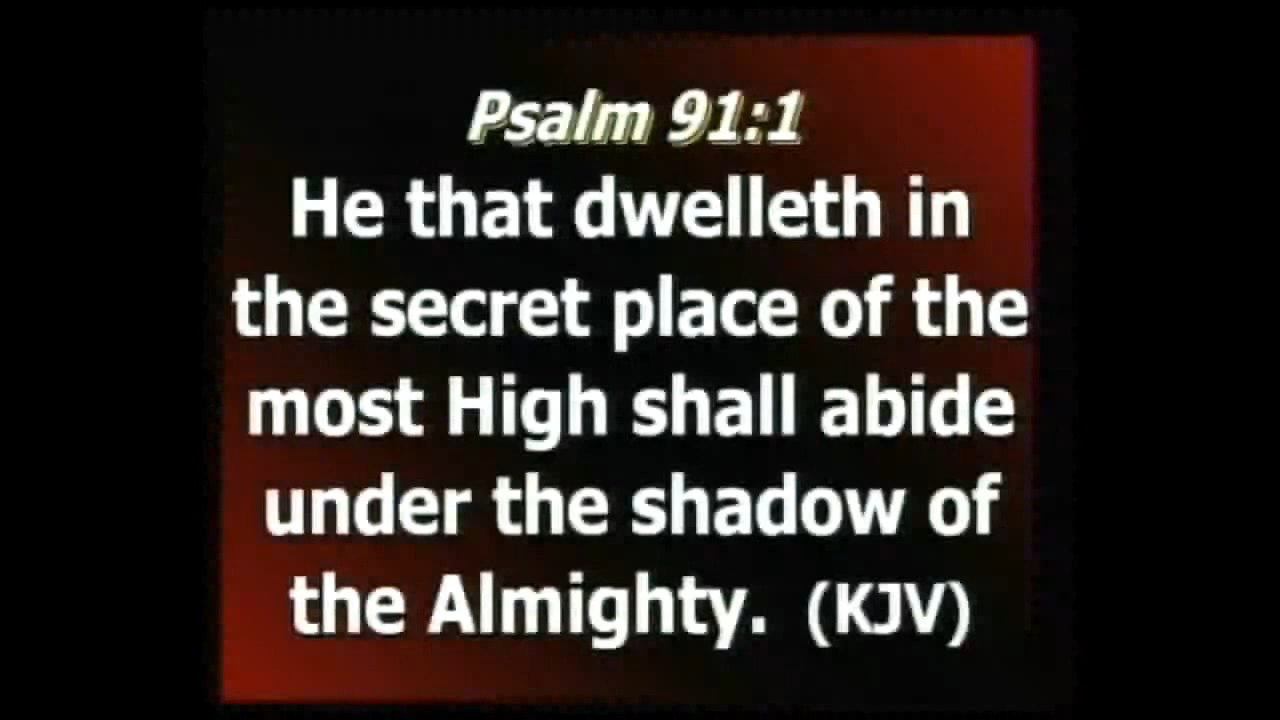 Psalm 91:1
He that dwelleth in
the secret place of the
most High shall abide
under the shadow of
the Almighty. (KJV)